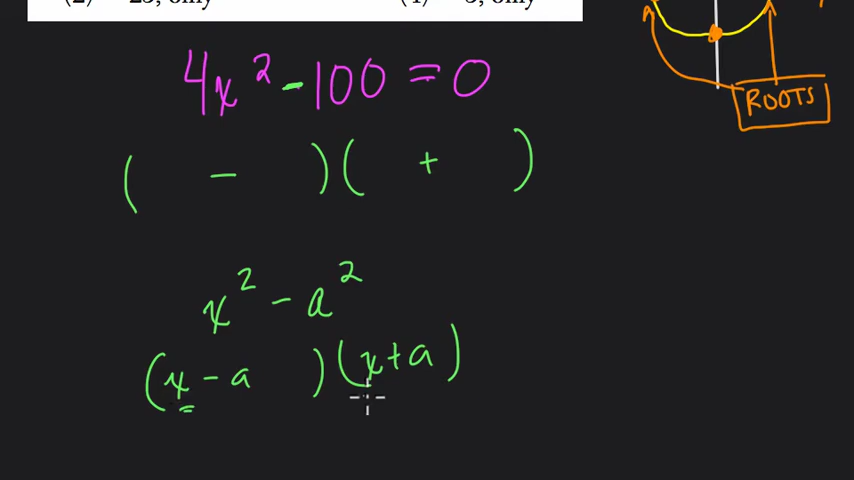 4x² - 100 = 0
ROOTS
(   -   )(   +   )
x² - a²
(x - a   )(x + a)